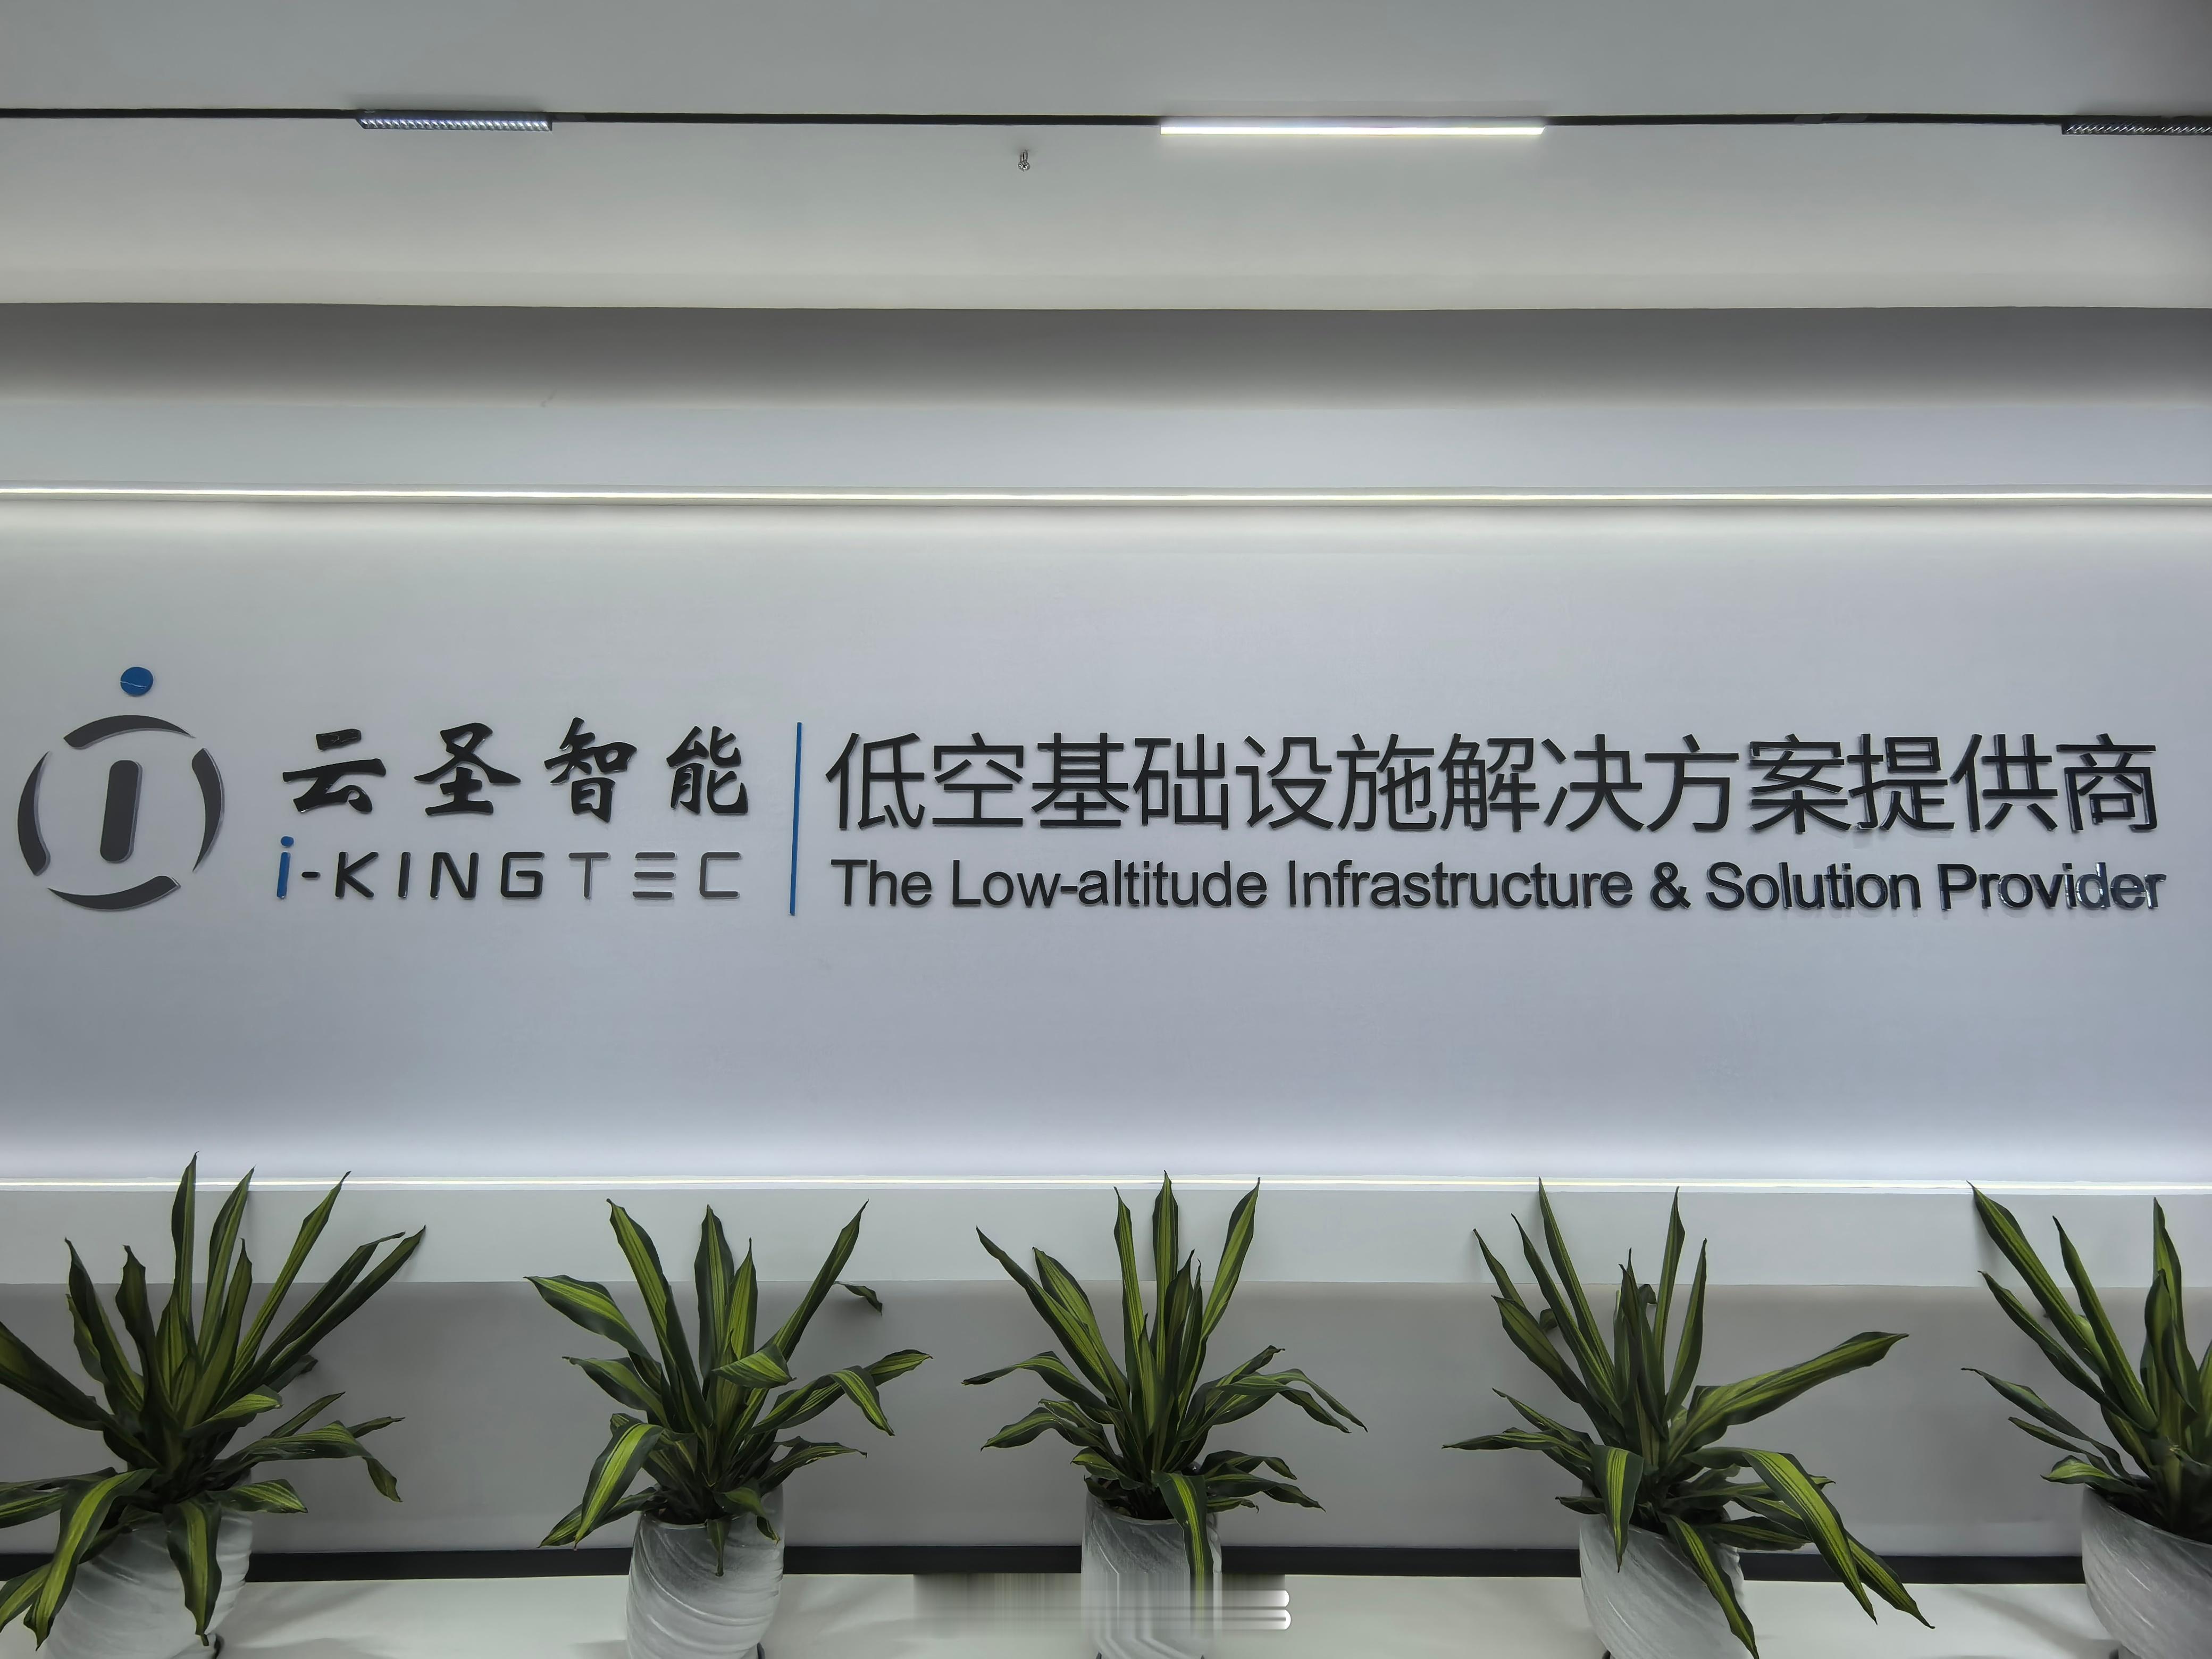 云圣智能
i-KINGTEC
低空基础设施解决方案提供商
The Low-altitude Infrastructure & Solution Provider